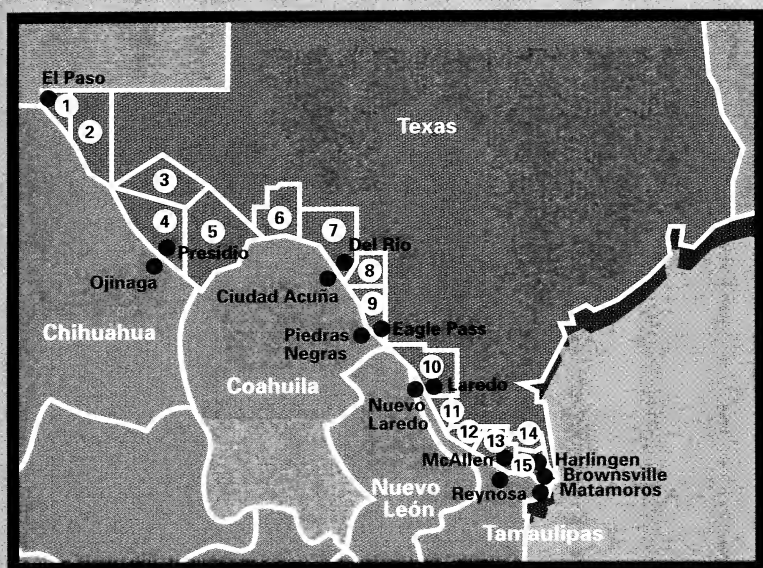 El Paso
1
2
Texas
3
4
5
6
7
Presidio
Del Rio
8
Ojinaga
Ciudad Acuña
9
Chihuahua
Piedras
Negras
Eagle Pass
Coahuila
10
Laredo
Nuevo
Laredo
11
12
13
14
McAllen
15
Harlingen
Brownsville
Matamoros
Nuevo
León
Reynosa
Tamaulipas